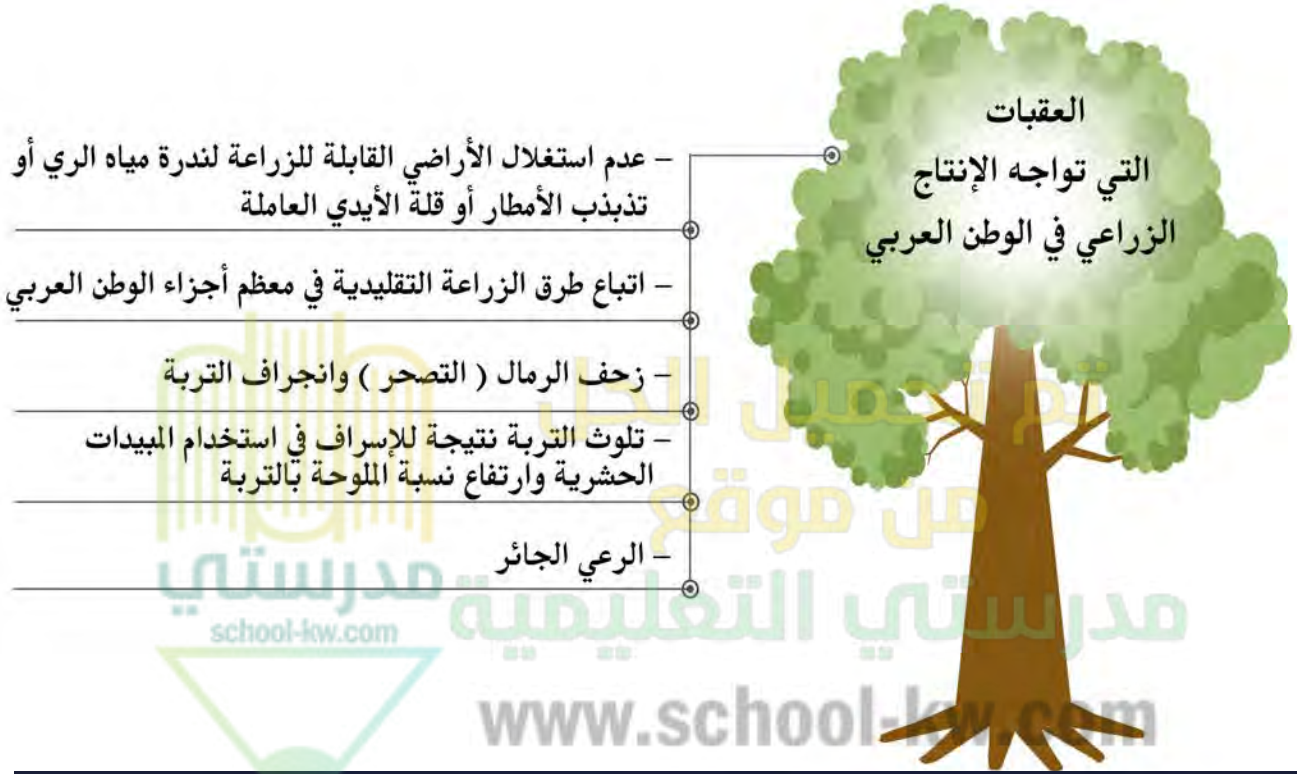 العقبات
التي تواجه الإنتاج
الزراعي في الوطن العربي
– عدم استغلال الأراضي القابلة للزراعة لندرة مياه الري أو
تذبذب الأمطار أو قلة الأيدي العاملة
– اتباع طرق الزراعة التقليدية في معظم أجزاء الوطن العربي
– زحف الرمال ( التصحر ) وانجراف التربة
– تلوث التربة نتيجة للإسراف في استخدام المبيدات
الحشرية وارتفاع نسبة الملوحة بالتربة
– الرعي الجائر
تم تحميل الحل
من موقع
مدرستي التعليمية
www.school-kw.com
مدرستي
school-kw.com